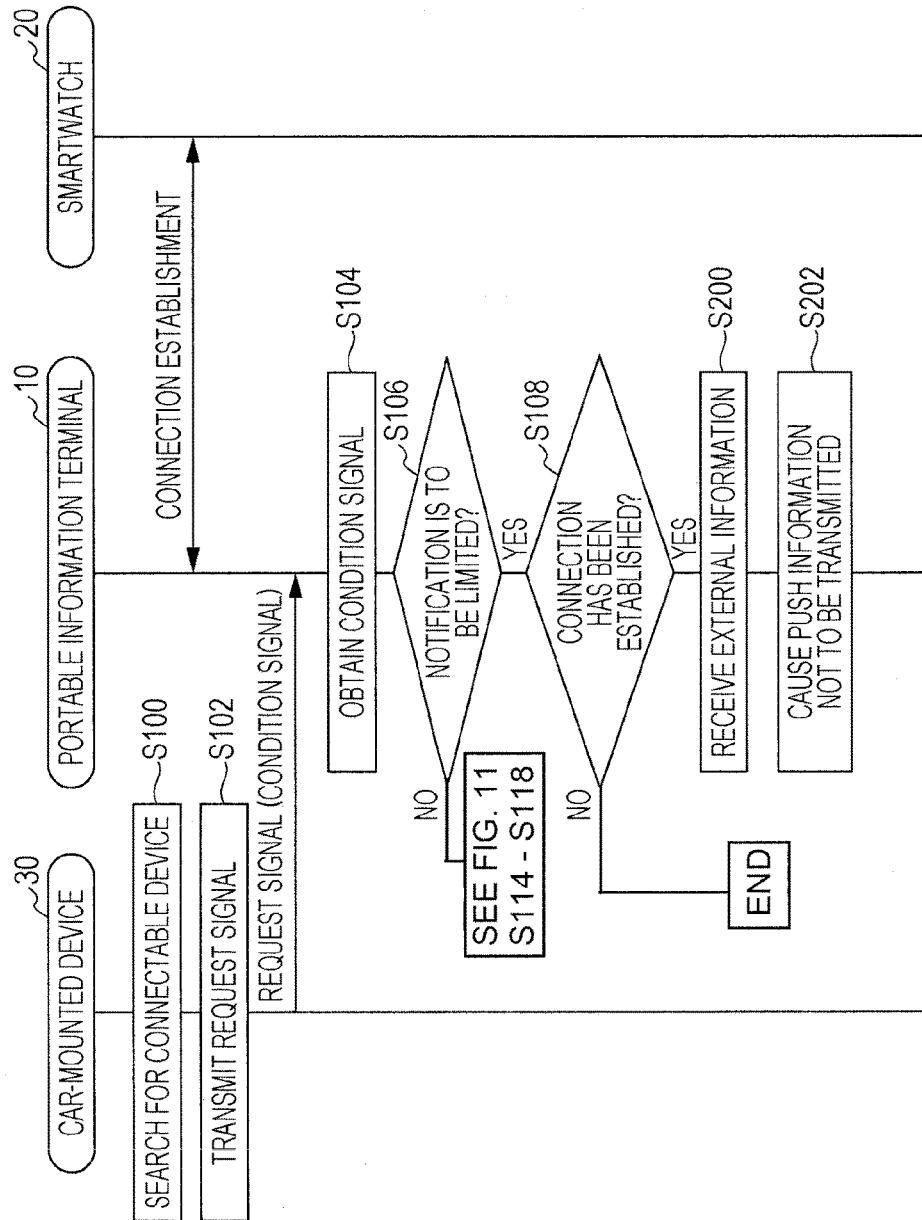 30
CAR-MOUNTED DEVICE
10
PORTABLE INFORMATION TERMINAL
20
SMARTWATCH
CONNECTION ESTABLISHMENT
SEARCH FOR CONNECTABLE DEVICE
S100
TRANSMIT REQUEST SIGNAL
S102
REQUEST SIGNAL (CONDITION SIGNAL)
OBTAIN CONDITION SIGNAL
S104
NOTIFICATION IS TO
BE LIMITED?
S106
NO
YES
SEE FIG. 11
S114 - S118
CONNECTION
HAS BEEN
ESTABLISHED?
S108
NO
YES
END
RECEIVE EXTERNAL INFORMATION
S200
CAUSE PUSH INFORMATION
NOT TO BE TRANSMITTED
S202